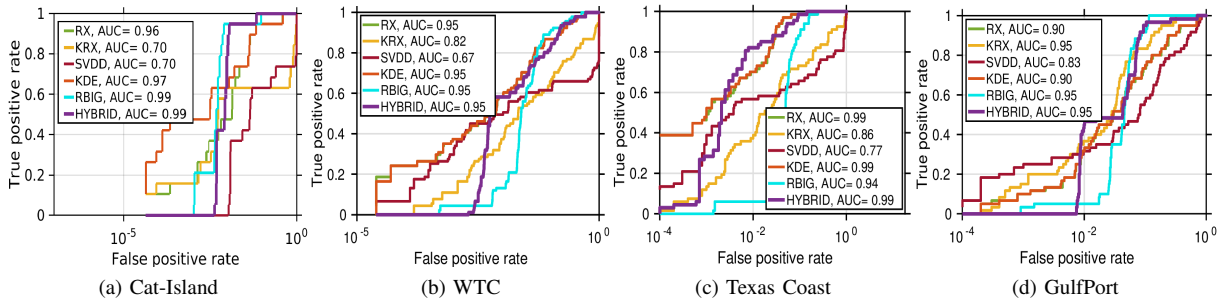 True positive rate
1
0.8
0.6
0.4
0.2
0
RX, AUC= 0.96
KRX, AUC= 0.70
SVDD, AUC= 0.70
KDE, AUC= 0.97
RBIG, AUC= 0.99
HYBRID, AUC= 0.99
10^-5
10^0
False positive rate
(a) Cat-Island
True positive rate
1
0.8
0.6
0.4
0.2
0
RX, AUC= 0.95
KRX, AUC= 0.82
SVDD, AUC= 0.67
KDE, AUC= 0.95
RBIG, AUC= 0.95
HYBRID, AUC= 0.95
10^-5
10^0
False positive rate
(b) WTC
True positive rate
1
0.8
0.6
0.4
0.2
0
RX, AUC= 0.99
KRX, AUC= 0.86
SVDD, AUC= 0.77
KDE, AUC= 0.99
RBIG, AUC= 0.94
HYBRID, AUC= 0.99
10^-4
10^-2
10^0
False positive rate
(c) Texas Coast
True positive rate
1
0.8
0.6
0.4
0.2
0
RX, AUC= 0.90
KRX, AUC= 0.95
SVDD, AUC= 0.83
KDE, AUC= 0.90
RBIG, AUC= 0.95
HYBRID, AUC= 0.95
10^-4
10^-2
10^0
False positive rate
(d) GulfPort